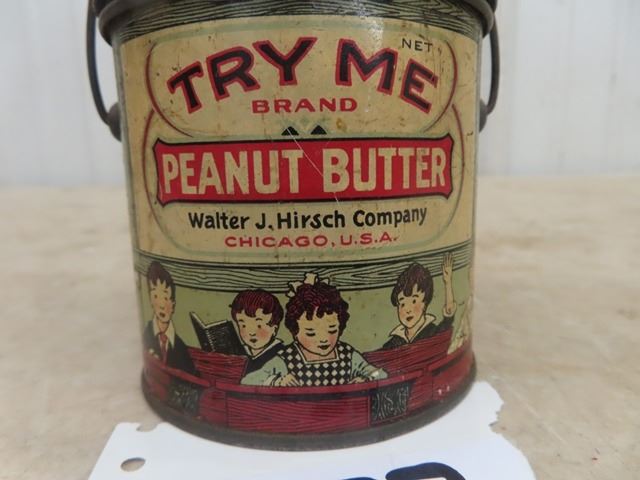 NET
TRY ME
BRAND
PEANUT BUTTER
Walter J. Hirsch Company
CHICAGO, U.S.A.